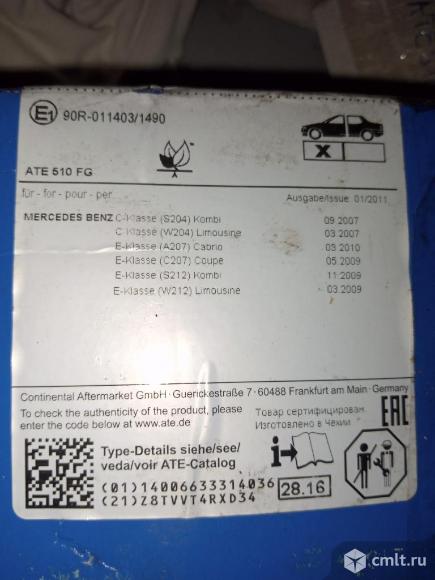 E1 90R-011403/1490
ATE 510 FG
X
für - for - pour - per
Ausgabe/Issue 01/2011
MERCEDES BENZ C-Klasse (S204) Kombi 09.2007
C-Klasse (W204) Limousine 03.2007
E-Klasse (A207) Cabrio 03.2010
E-Klasse (C207) Coupe 05.2009
E-Klasse (S212) Kombi 11.2009
E-Klasse (W212) Limousine 03.2009
Continental Aftermarket GmbH · Guerickestraße 7 · 60488 Frankfurt am Main · Germany
To check the authenticity of the product, please
enter the code below at www.ate.de.
Товар сертифицирован.
Изготовлено в Чехии
EAC
Type-Details siehe/see/
veda/voir ATE-Catalog
(01)14006633314036
(21)Z8TVVT4RXD34
28.16
cmlt.ru